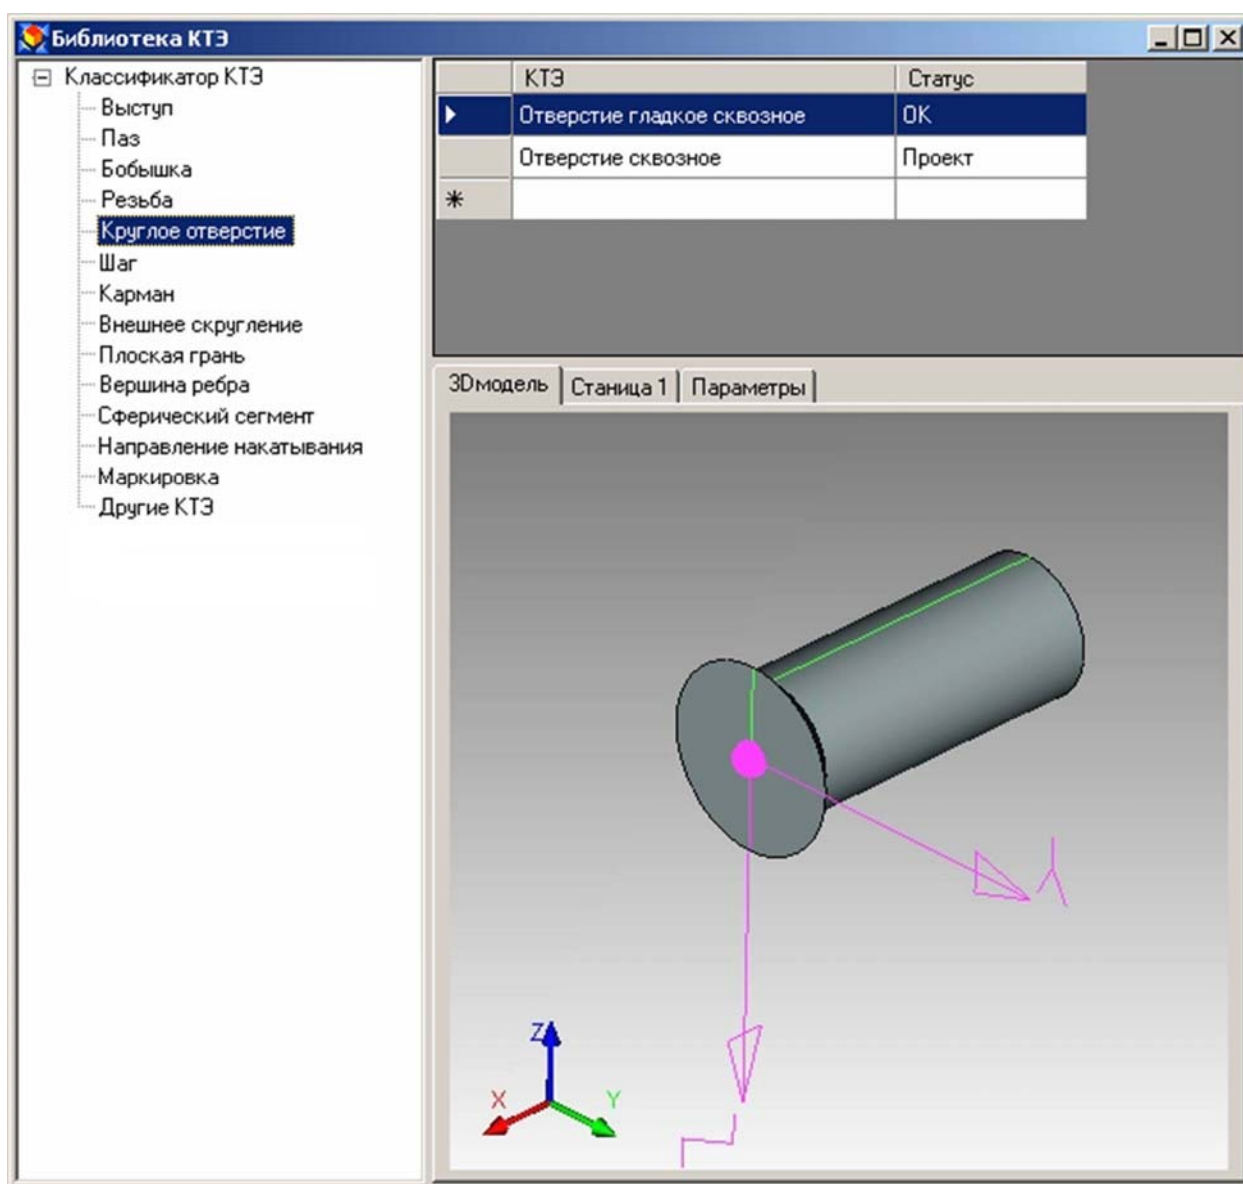 Библиотека КТЭ
Классификатор КТЭ
Выступ
Паз
Бобышка
Резьба
Круглое отверстие
Шаг
Карман
Внешнее скругление
Плоская грань
Вершина ребра
Сферический сегмент
Направление накатывания
Маркировка
Другие КТЭ
КТЭ Статус
Отверстие гладкое сквозное OK
Отверстие сквозное Проект
3Dмодель Станица 1 Параметры
Y
Z
X Y